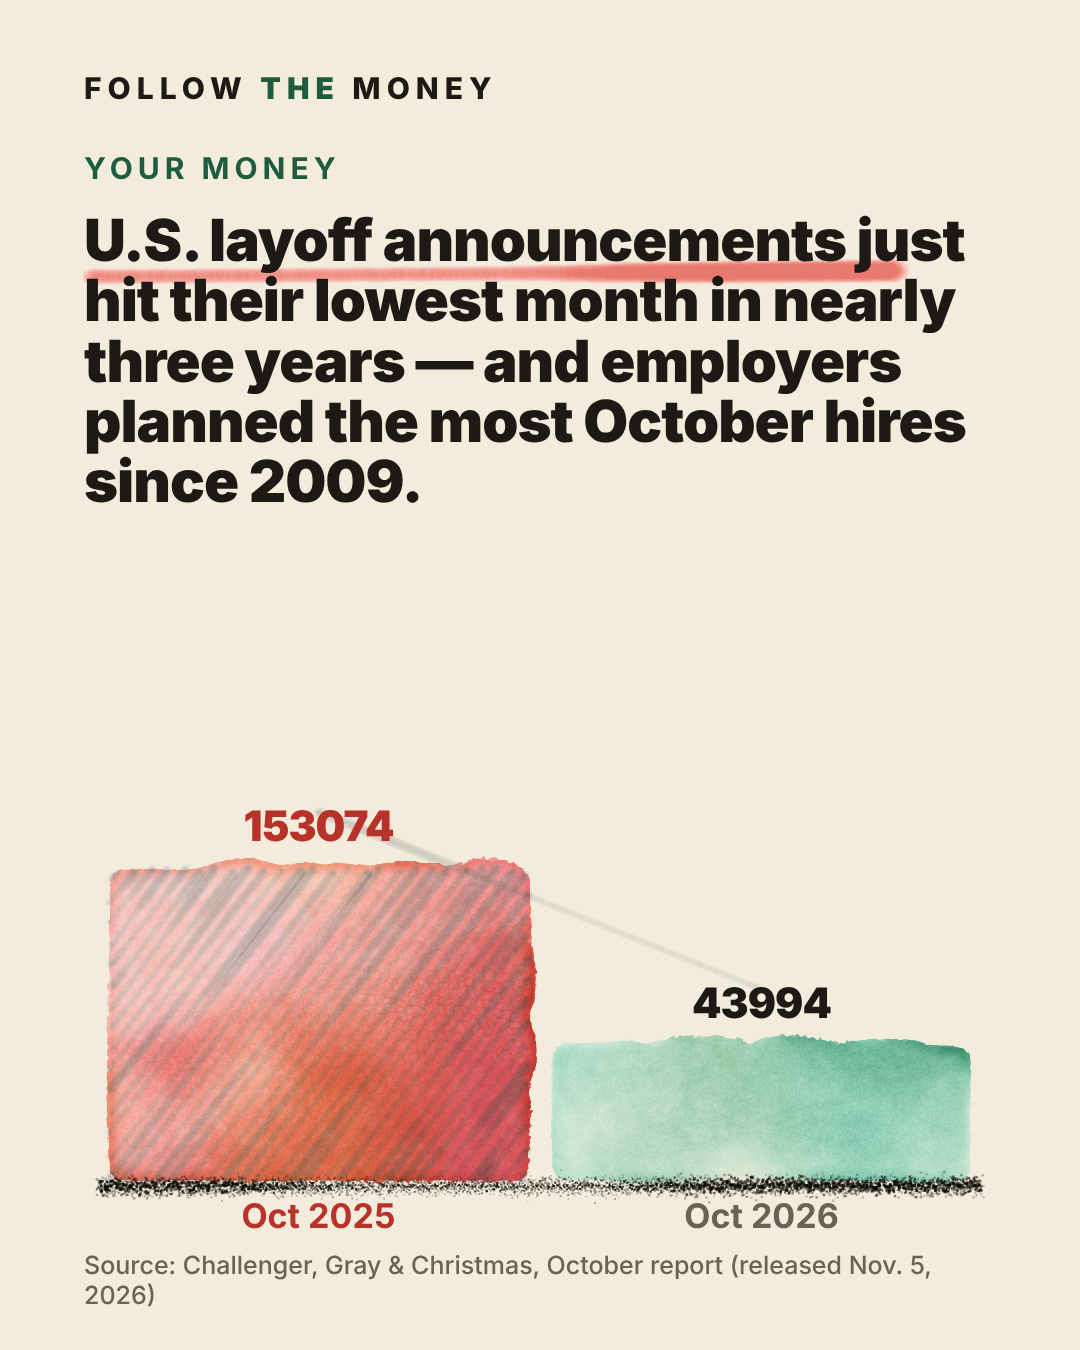 FOLLOW THE MONEY
YOUR MONEY
U.S. layoff announcements just
hit their lowest month in nearly
three years — and employers
planned the most October hires
since 2009.
153074
43994
Oct 2025
Oct 2026
Source: Challenger, Gray & Christmas, October report (released Nov. 5,
2026)